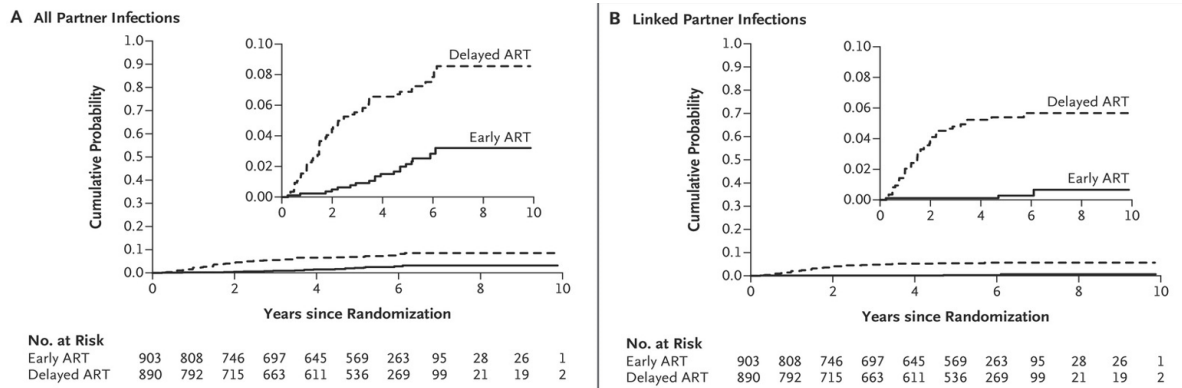 A All Partner Infections
Cumulative Probability
1.0
0.9
0.8
0.7
0.6
0.5
0.4
0.3
0.2
0.1
0.0
0 2 4 6 8 10
0.10
0.08
0.06
0.04
0.02
0.00
0 2 4 6 8 10
Delayed ART
Early ART
Years since Randomization
No. at Risk
Early ART 903 808 746 697 645 569 263 95 28 26 1
Delayed ART 890 792 715 663 611 536 269 99 21 19 2
B Linked Partner Infections
Cumulative Probability
1.0
0.9
0.8
0.7
0.6
0.5
0.4
0.3
0.2
0.1
0.0
0 2 4 6 8 10
0.10
0.08
0.06
0.04
0.02
0.00
0 2 4 6 8 10
Delayed ART
Early ART
Years since Randomization
No. at Risk
Early ART 903 808 746 697 645 569 263 95 28 26 1
Delayed ART 890 792 715 663 611 536 269 99 21 19 2